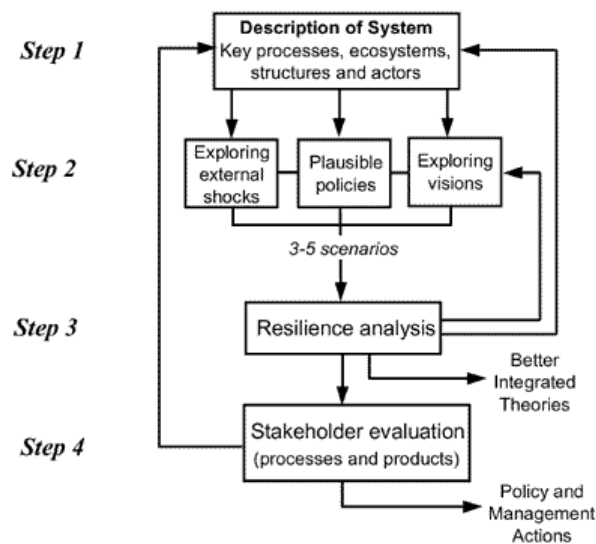 Step 1
Description of System
Key processes, ecosystems,
structures and actors
Step 2
Exploring
external
shocks
Plausible
policies
Exploring
visions
3-5 scenarios
Step 3
Resilience analysis
Better
Integrated
Theories
Step 4
Stakeholder evaluation
(processes and products)
Policy and
Management
Actions